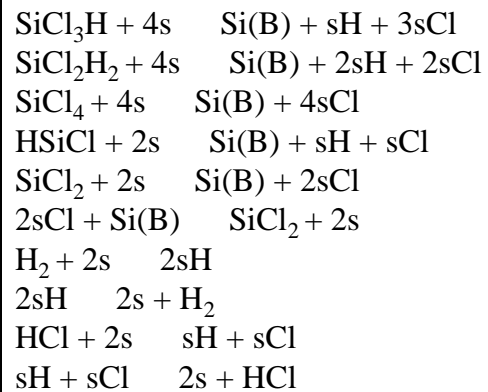 SiCl₃H + 4s Si(B) + sH + 3sCl
SiCl₂H₂ + 4s Si(B) + 2sH + 2sCl
SiCl₄ + 4s Si(B) + 4sCl
HSiCl + 2s Si(B) + sH + sCl
SiCl₂ + 2s Si(B) + 2sCl
2sCl + Si(B) SiCl₂ + 2s
H₂ + 2s 2sH
2sH 2s + H₂
HCl + 2s sH + sCl
sH + sCl 2s + HCl